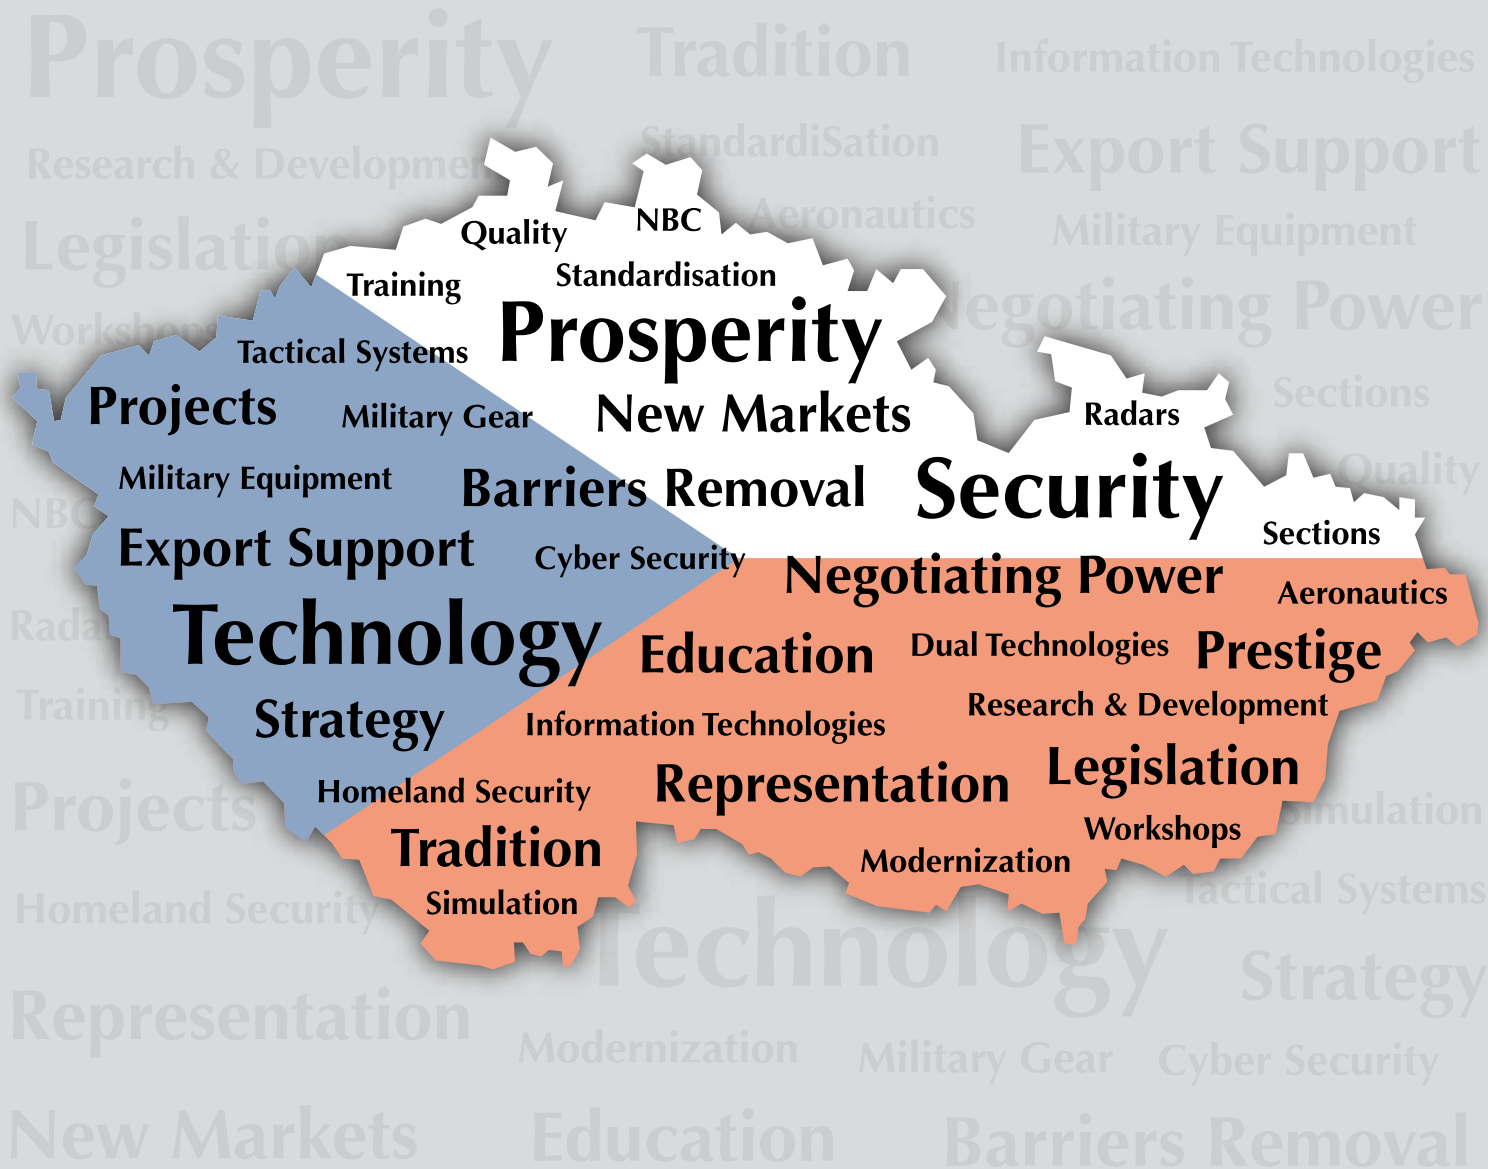 Prosperity
Tradition
Information Technologies
StandardiSation
Export Support
Research & Developmen
Quality
NBC
Aeronautics
Military Equipment
Legislation
Training
Standardisation
Prosperity
Negotiating Power
Workshops
Tactical Systems
Projects
Military Gear
New Markets
Radars
Sections
Military Equipment
Barriers Removal
Security
Quality
NBC
Export Support
Cyber Security
Sections
Negotiating Power
Aeronautics
Rada
Technology
Education
Dual Technologies
Prestige
Training
Strategy
Information Technologies
Research & Development
Projects
Homeland Security
Representation
Legislation
Simulation
Tradition
Workshops
Modernization
Tactical Systems
Homeland Security
Simulation
Technology
Strategy
Representation
Modernization
Military Gear
Cyber Security
New Markets
Education
Barriers Removal